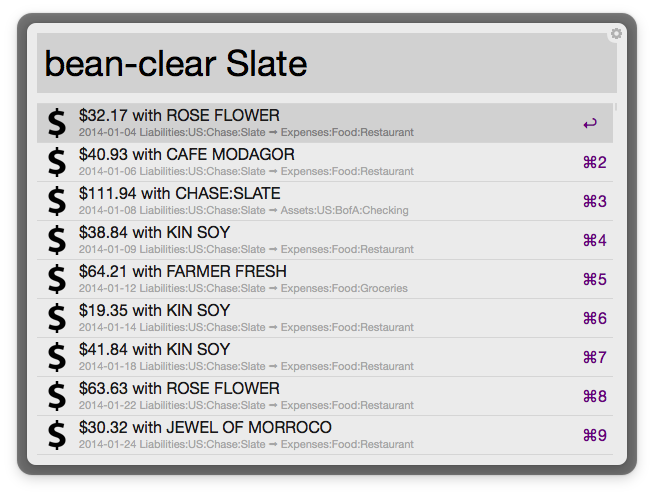 bean-clear Slate
$32.17 with ROSE FLOWER
2014-01-04 Liabilities:US:Chase:Slate ➞ Expenses:Food:Restaurant
↩
$40.93 with CAFE MODAGOR
2014-01-06 Liabilities:US:Chase:Slate ➞ Expenses:Food:Restaurant
⌘2
$111.94 with CHASE:SLATE
2014-01-08 Liabilities:US:Chase:Slate ➞ Assets:US:BofA:Checking
⌘3
$38.84 with KIN SOY
2014-01-09 Liabilities:US:Chase:Slate ➞ Expenses:Food:Restaurant
⌘4
$64.21 with FARMER FRESH
2014-01-12 Liabilities:US:Chase:Slate ➞ Expenses:Food:Groceries
⌘5
$19.35 with KIN SOY
2014-01-14 Liabilities:US:Chase:Slate ➞ Expenses:Food:Restaurant
⌘6
$41.84 with KIN SOY
2014-01-18 Liabilities:US:Chase:Slate ➞ Expenses:Food:Restaurant
⌘7
$63.63 with ROSE FLOWER
2014-01-22 Liabilities:US:Chase:Slate ➞ Expenses:Food:Restaurant
⌘8
$30.32 with JEWEL OF MORROCO
2014-01-24 Liabilities:US:Chase:Slate ➞ Expenses:Food:Restaurant
⌘9